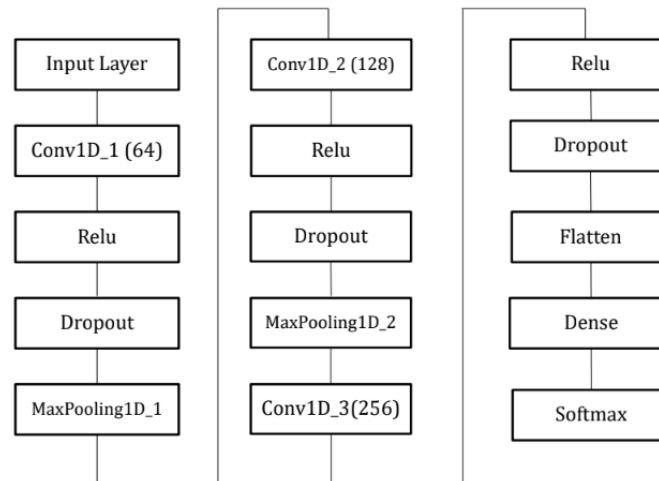 Input Layer
Conv1D_1 (64)
Relu
Dropout
MaxPooling1D_1
Conv1D_2 (128)
Relu
Dropout
MaxPooling1D_2
Conv1D_3(256)
Relu
Dropout
Flatten
Dense
Softmax